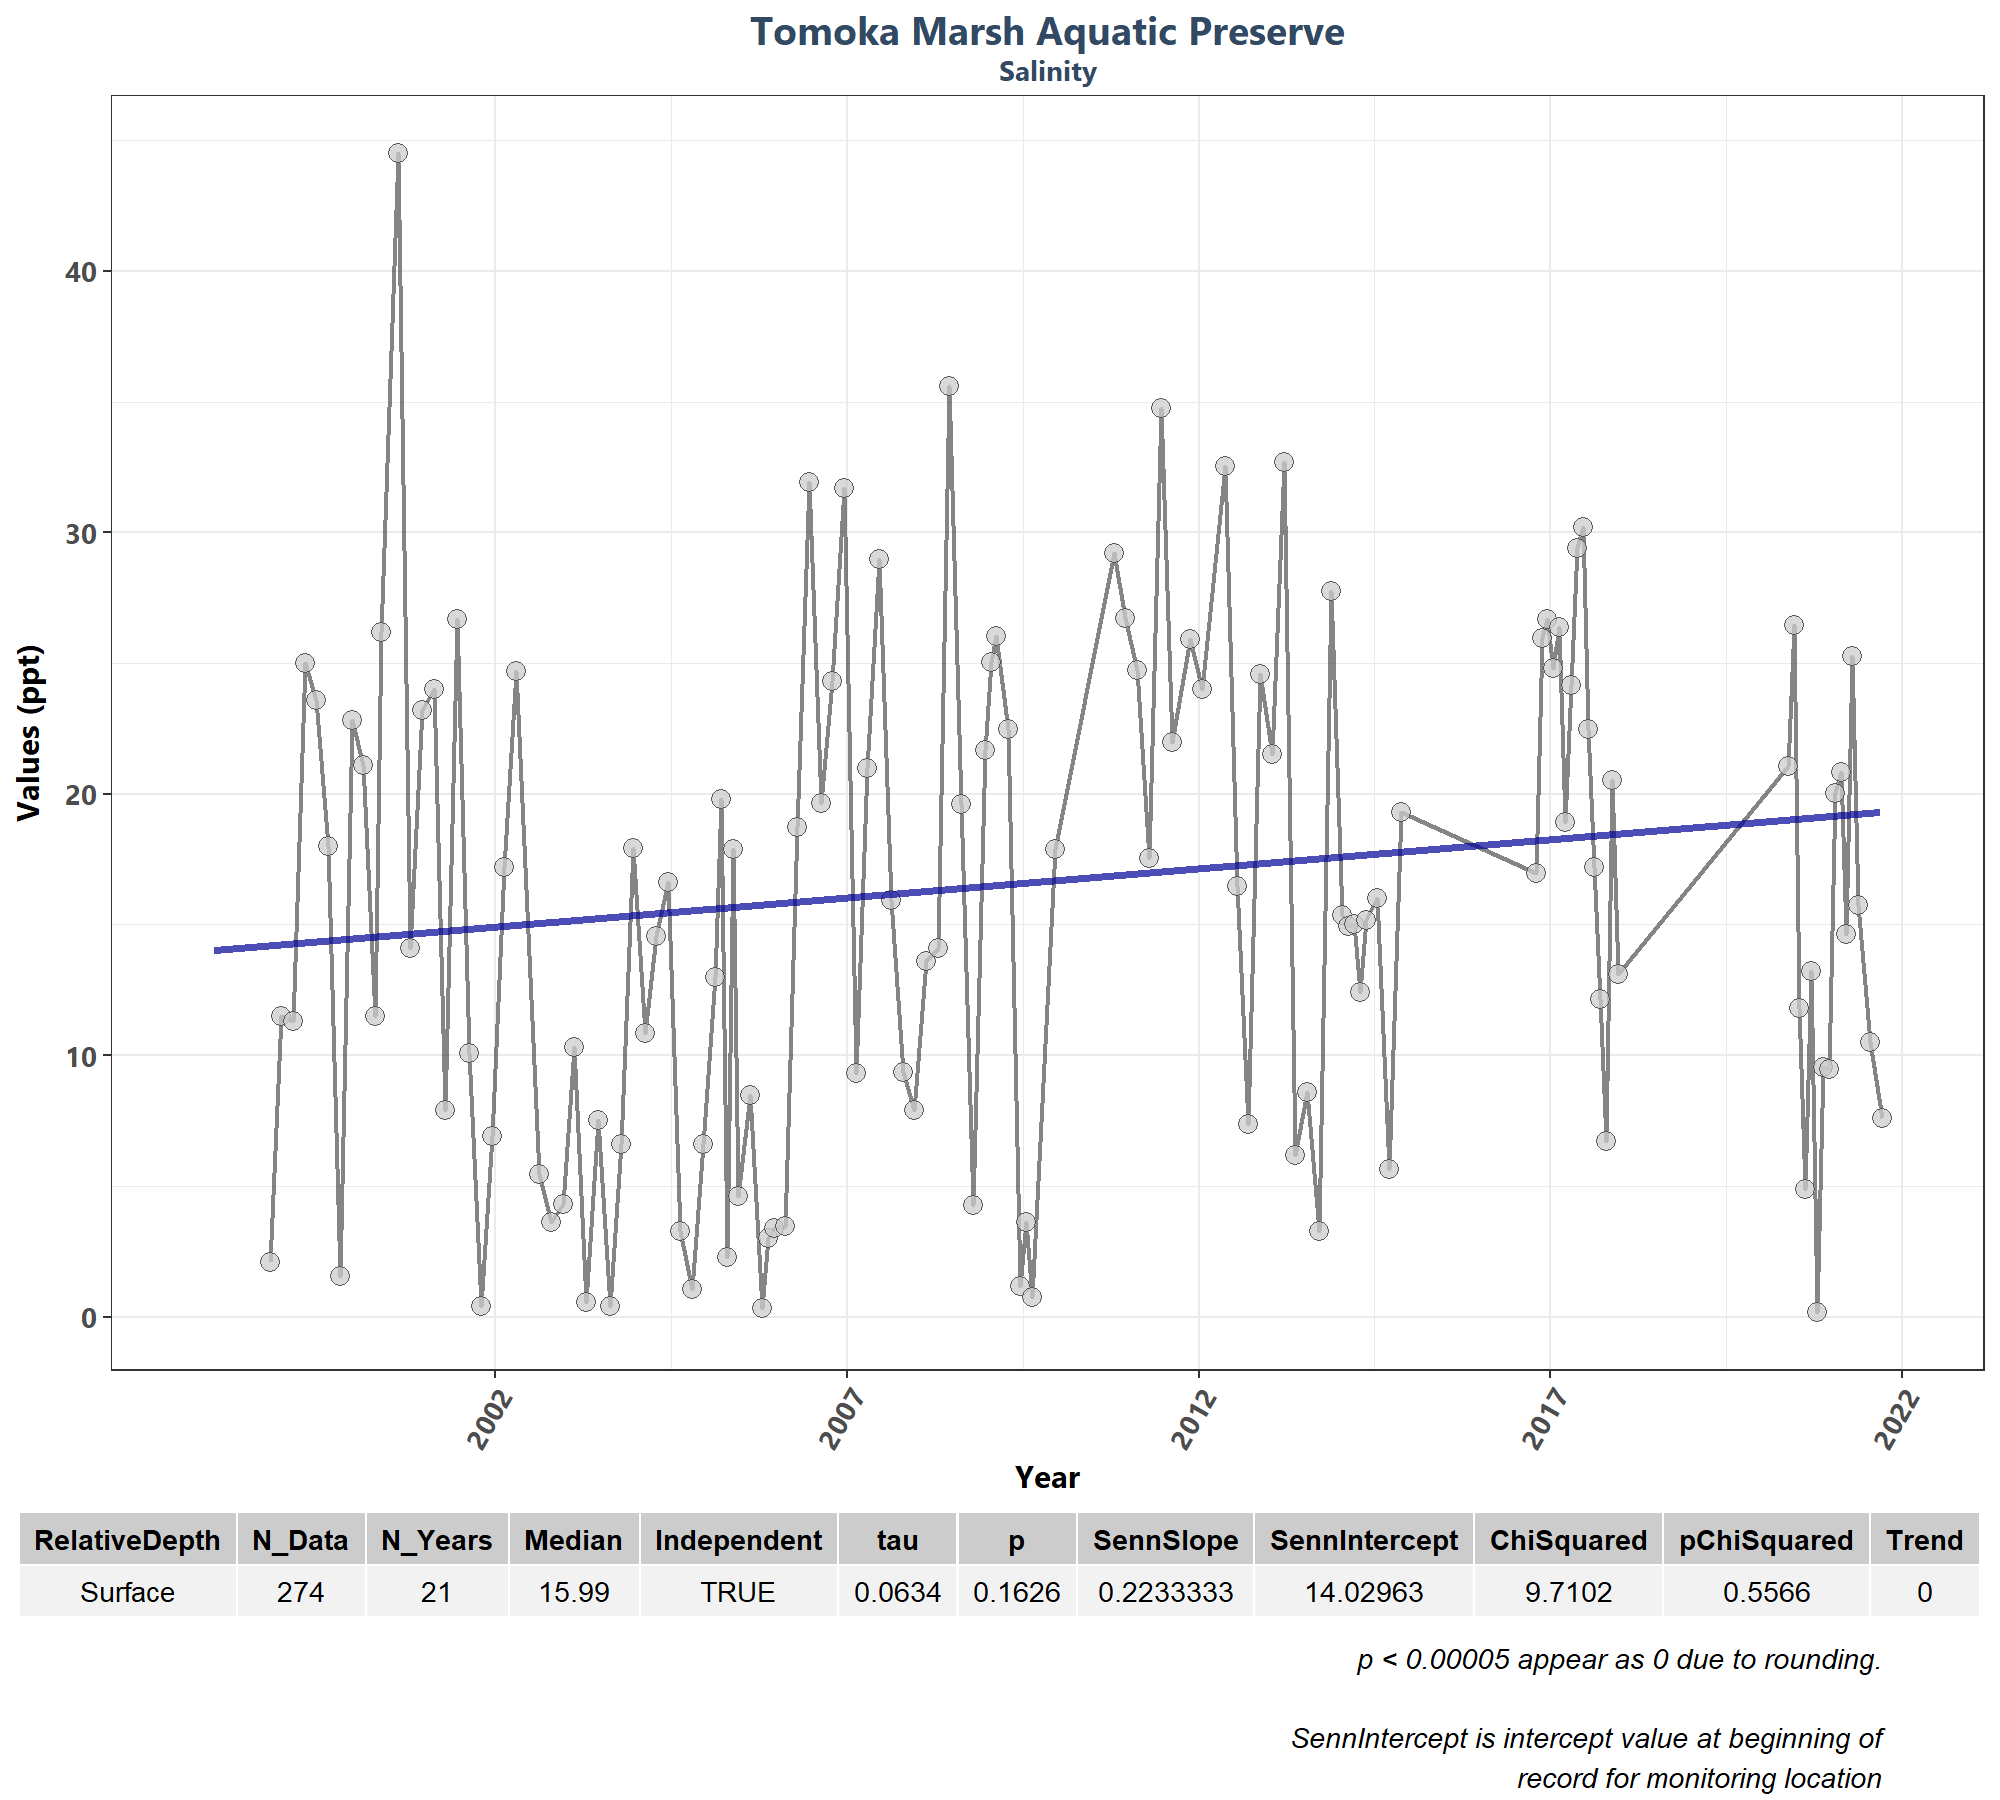 Tomoka Marsh Aquatic Preserve
Salinity
Values (ppt)
40
30
20
10
0
2002 2007 2012 2017 2022
Year
RelativeDepth N_Data N_Years Median Independent tau p SennSlope SennIntercept ChiSquared pChiSquared Trend
Surface 274 21 15.99 TRUE 0.0634 0.1626 0.2233333 14.02963 9.7102 0.5566 0
p < 0.00005 appear as 0 due to rounding.
SennIntercept is intercept value at beginning of
record for monitoring location